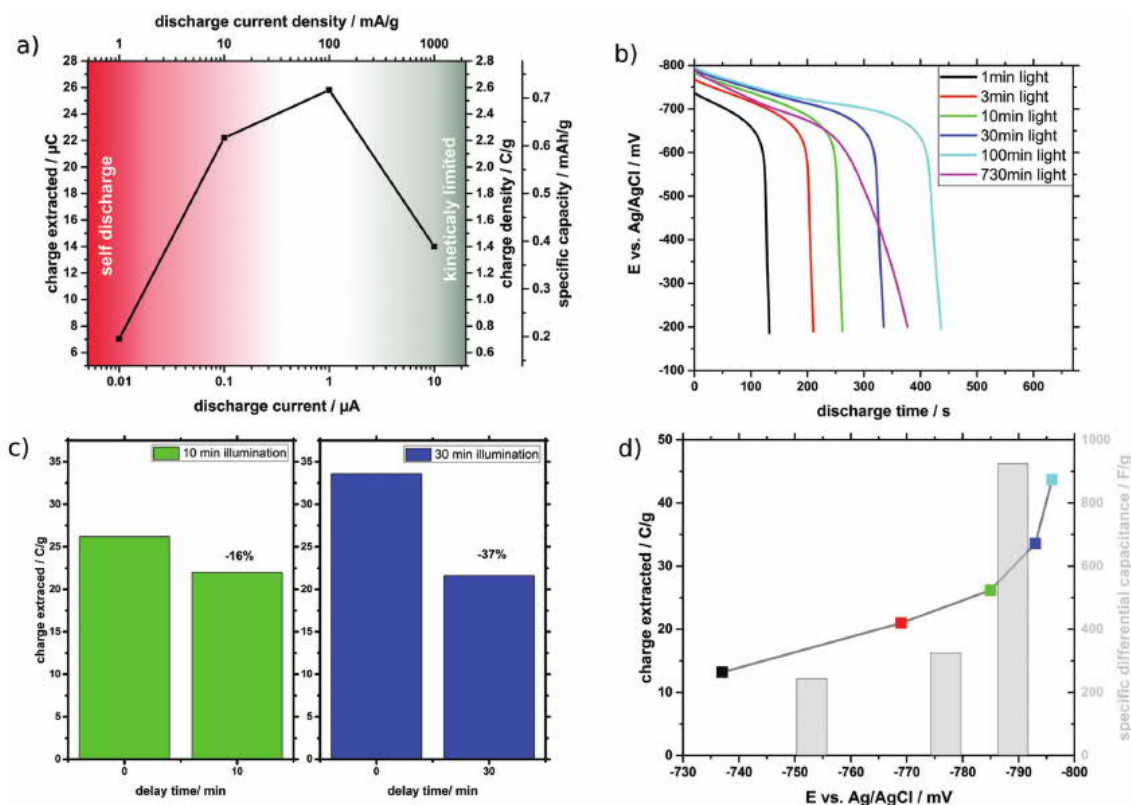 a)
discharge current density / mA/g
1 10 100 1000
charge extracted / µC
28
26
24
22
20
18
16
14
12
10
8
6
self discharge
kineticaly limited
2.8
2.6
2.4
2.2
2.0
1.8
1.6
1.4
1.2
1.0
0.8
0.6
charge density / C/g
0.7
0.6
0.5
0.4
0.3
0.2
specific capacity / mAh/g
0.01 0.1 1 10
discharge current / µA
b)
E vs. Ag/AgCl / mV
-800
-700
-600
-500
-400
-300
-200
-100
1min light
3min light
10min light
30min light
100min light
730min light
0 100 200 300 400 500 600
discharge time / s
c)
charge extraced / C/g
35
30
25
20
15
10
5
0
10 min illumination
-16%
0 10
delay time/ min
35
30
25
20
15
10
5
0
30 min illumination
-37%
0 30
delay time/ min
d)
charge extracted / C/g
50
45
40
35
30
25
20
15
10
5
0
1000
800
600
400
200
0
specific differential capacitance / F/g
-730 -740 -750 -760 -770 -780 -790 -800
E vs. Ag/AgCl / mV